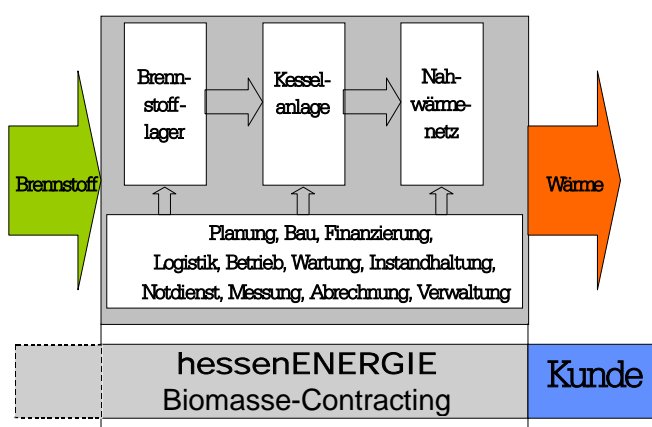 Brenn-
stoff-
lager
Kessel-
anlage
Nah-
wärme-
netz
Brennstoff
Wärme
Planung, Bau, Finanzierung,
Logistik, Betrieb, Wartung, Instandhaltung,
Notdienst, Messung, Abrechnung, Verwaltung
hessenENERGIE
Biomasse-Contracting
Kunde